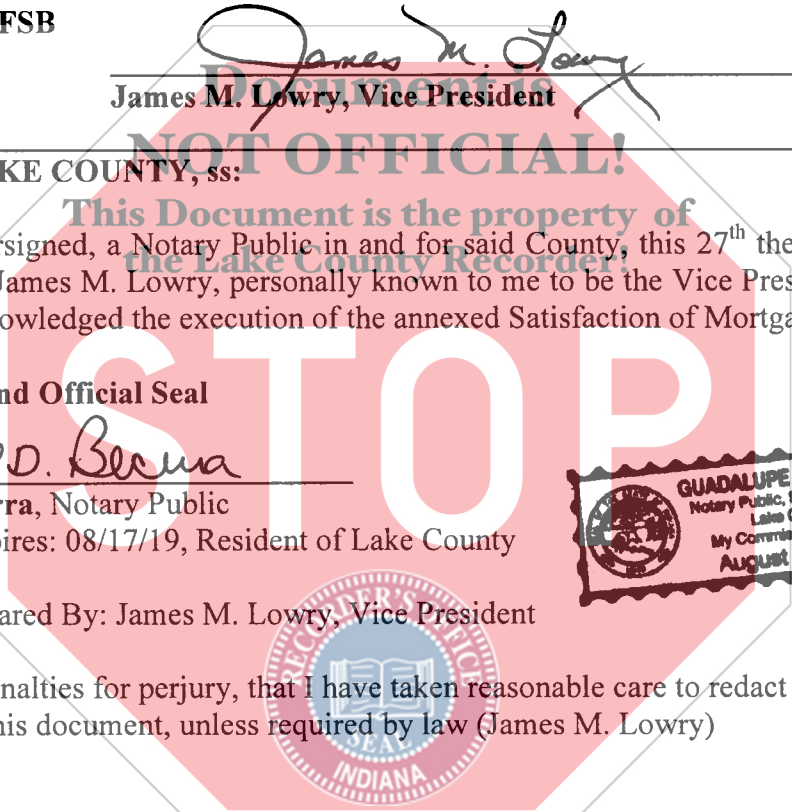 FSB
James M. Lowry
James M. Lowry, Vice President
Document is
NOT OFFICIAL!
KE COUNTY, ss:
This Document is the property of
the Lake County Recorder!
rsigned, a Notary Public in and for said County, this 27th the
James M. Lowry, personally known to me to be the Vice Pres
owledged the execution of the annexed Satisfaction of Mortga
STOP
nd Official Seal
D.
rra, Notary Public
ires: 08/17/19, Resident of Lake County
GUADALUPE
Notary Public,
Lake
My Commis
August
ared By: James M. Lowry, Vice President
nalties for perjury, that I have taken reasonable care to redact
his document, unless required by law (James M. Lowry)
RECORDER'S OFFICE
SEAL
INDIANA